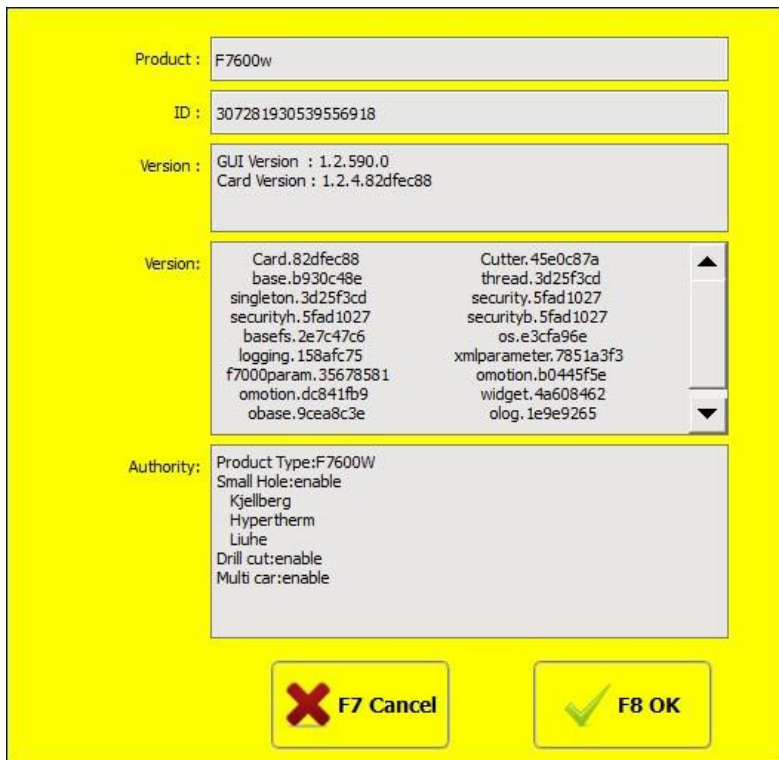 Product : F7600w
ID : 307281930539556918
Version : GUI Version : 1.2.590.0
Card Version : 1.2.4.82dfec88
Version: Card.82dfec88 Cutter.45e0c87a
base.b930c48e thread.3d25f3cd
singleton.3d25f3cd security.5fad1027
securityh.5fad1027 securityb.5fad1027
basefs.2e7c47c6 os.e3cfa96e
logging.158afc75 xmlparameter.7851a3f3
f7000param.35678581 omotion.b0445f5e
omotion.dc841fb9 widget.4a608462
obase.9cea8c3e olog.1e9e9265
Authority: Product Type:F7600W
Small Hole:enable
Kjellberg
Hypertherm
Liuhe
Drill cut:enable
Multi car:enable
F7 Cancel F8 OK